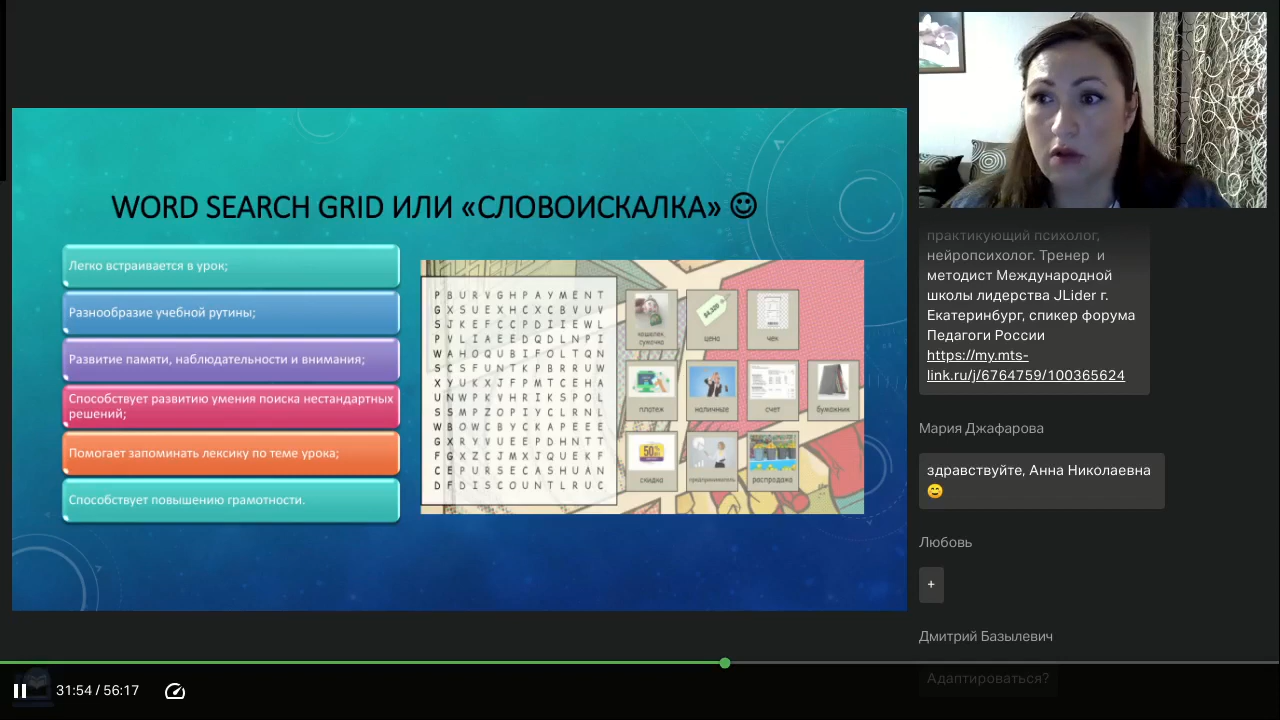 WORD SEARCH GRID ИЛИ «СЛОВОИСКАЛКА» ☺
Легко встраивается в урок;
Разнообразие учебной рутины;
Развитие памяти, наблюдательности и внимания;
Способствует развитию умения поиска нестандартных
решений;
Помогает запоминать лексику по теме урока;
Способствует повышению грамотности.
P B U R V G H P A Y M E N T
G X S U E X H C X C B V U V
S J K E F C C P D I I E W L
P V L I A E E D Q D L N P I
W A H O Q U B I F O L T Q N
S C S F U N T K P B R R U W
X Y U K X J F P M T C E H A
U N W P K V H R I K S P O L
S S M P Z O P I Y C L R N L
W B O W C B Y C K A P E E E
G X R Y V U E E P D H N T T
F G X Z C J M X J Q U E K F
C E P U R S E C A S H U A N
D F D I S C O U N T L R U C
кошелек,
сумочка
$4,320
цена
чек
платеж
наличные
счет
бумажник
50%
скидка
предприниматель
распродажа
практикующий психолог,
нейропсихолог. Тренер и
методист Международной
школы лидерства JLider г.
Екатеринбург, спикер форума
Педагоги России
https://my.mts-
link.ru/j/6764759/100365624
Мария Джафарова
здравствуйте, Анна Николаевна
😊
Любовь
+
Дмитрий Базылевич
Адаптироваться?
31:54 / 56:17